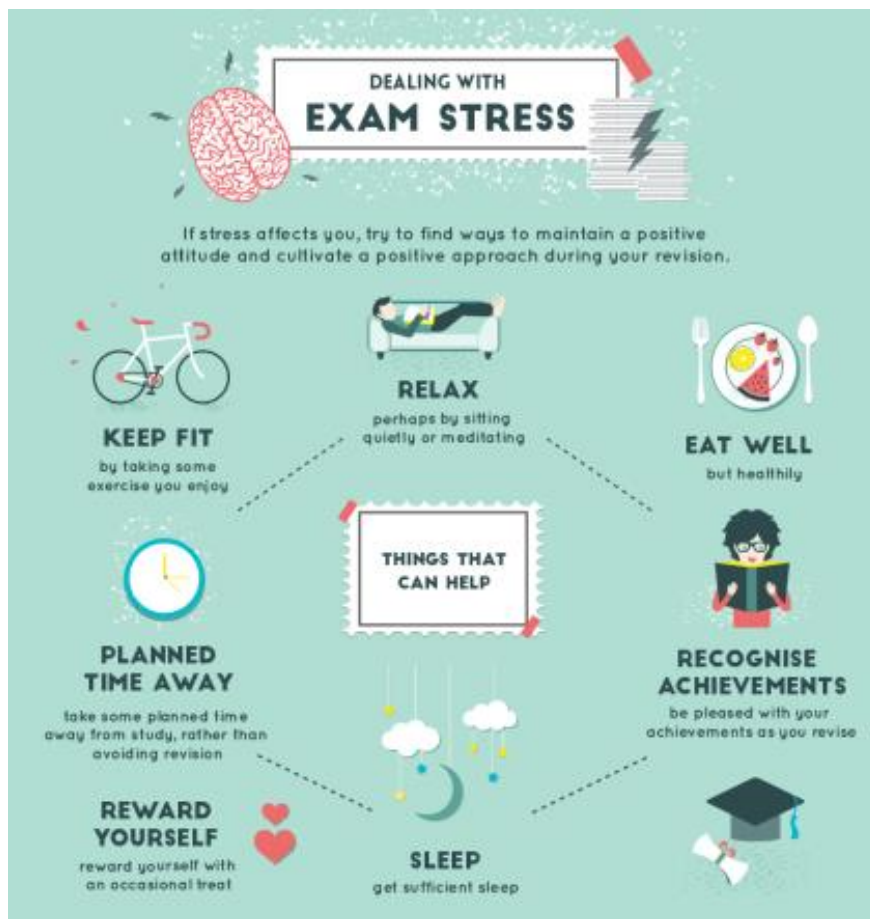 DEALING WITH
EXAM STRESS
If stress affects you, try to find ways to maintain a positive
attitude and cultivate a positive approach during your revision.
KEEP FIT
by taking some
exercise you enjoy
RELAX
perhaps by sitting
quietly or meditating
EAT WELL
but healthily
THINGS THAT
CAN HELP
PLANNED
TIME AWAY
take some planned time
away from study, rather than
avoiding revision
RECOGNISE
ACHIEVEMENTS
be pleased with your
achievements as you revise
REWARD
YOURSELF
reward yourself with
an occasional treat
SLEEP
get sufficient sleep